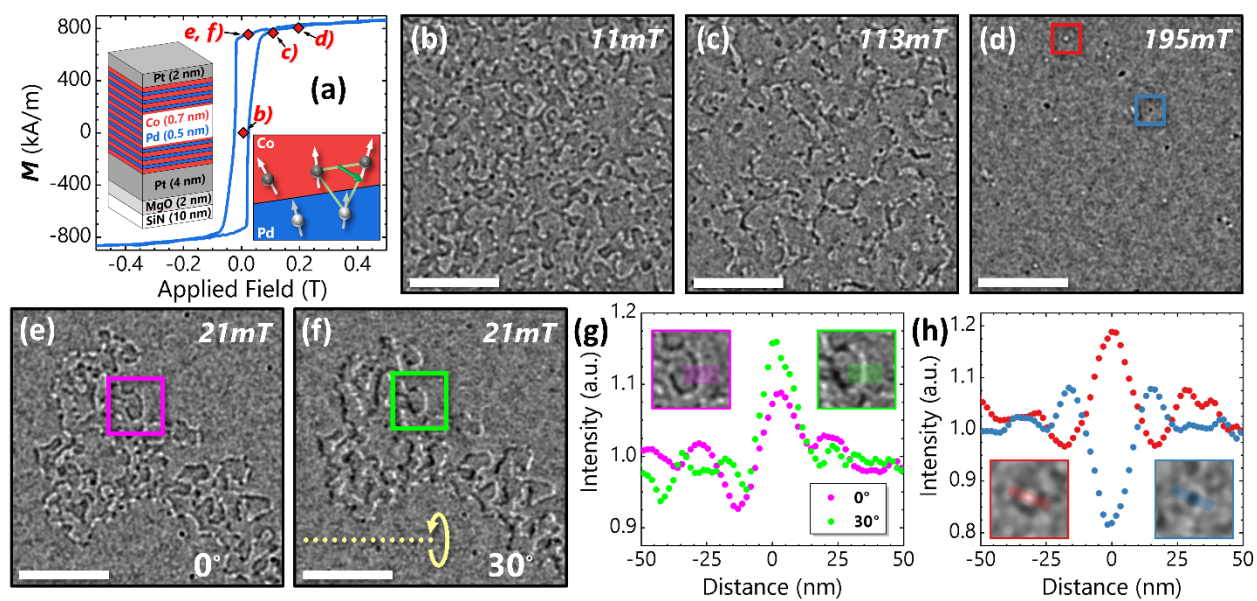 800
400
0
-400
-800
M (kA/m)
-0.4 -0.2 0.0 0.2 0.4
Applied Field (T)
(a)
e, f)
c)
d)
b)
Pt (2 nm)
Co (0.7 nm)
Pd (0.5nm)
Pt (4 nm)
MgO (2 nm)
SiN (10 nm)
Co
Pd
(b) 11mT
(c) 113mT
(d) 195mT
(e) 21mT
0°
(f) 21mT
30°
(g)
1.2
1.1
1.0
0.9
Intensity (a.u.)
0°
30°
-50 -25 0 25 50
Distance (nm)
(h)
1.2
1.1
1.0
0.9
0.8
Intensity (a.u.)
-50 -25 0 25 50
Distance (nm)